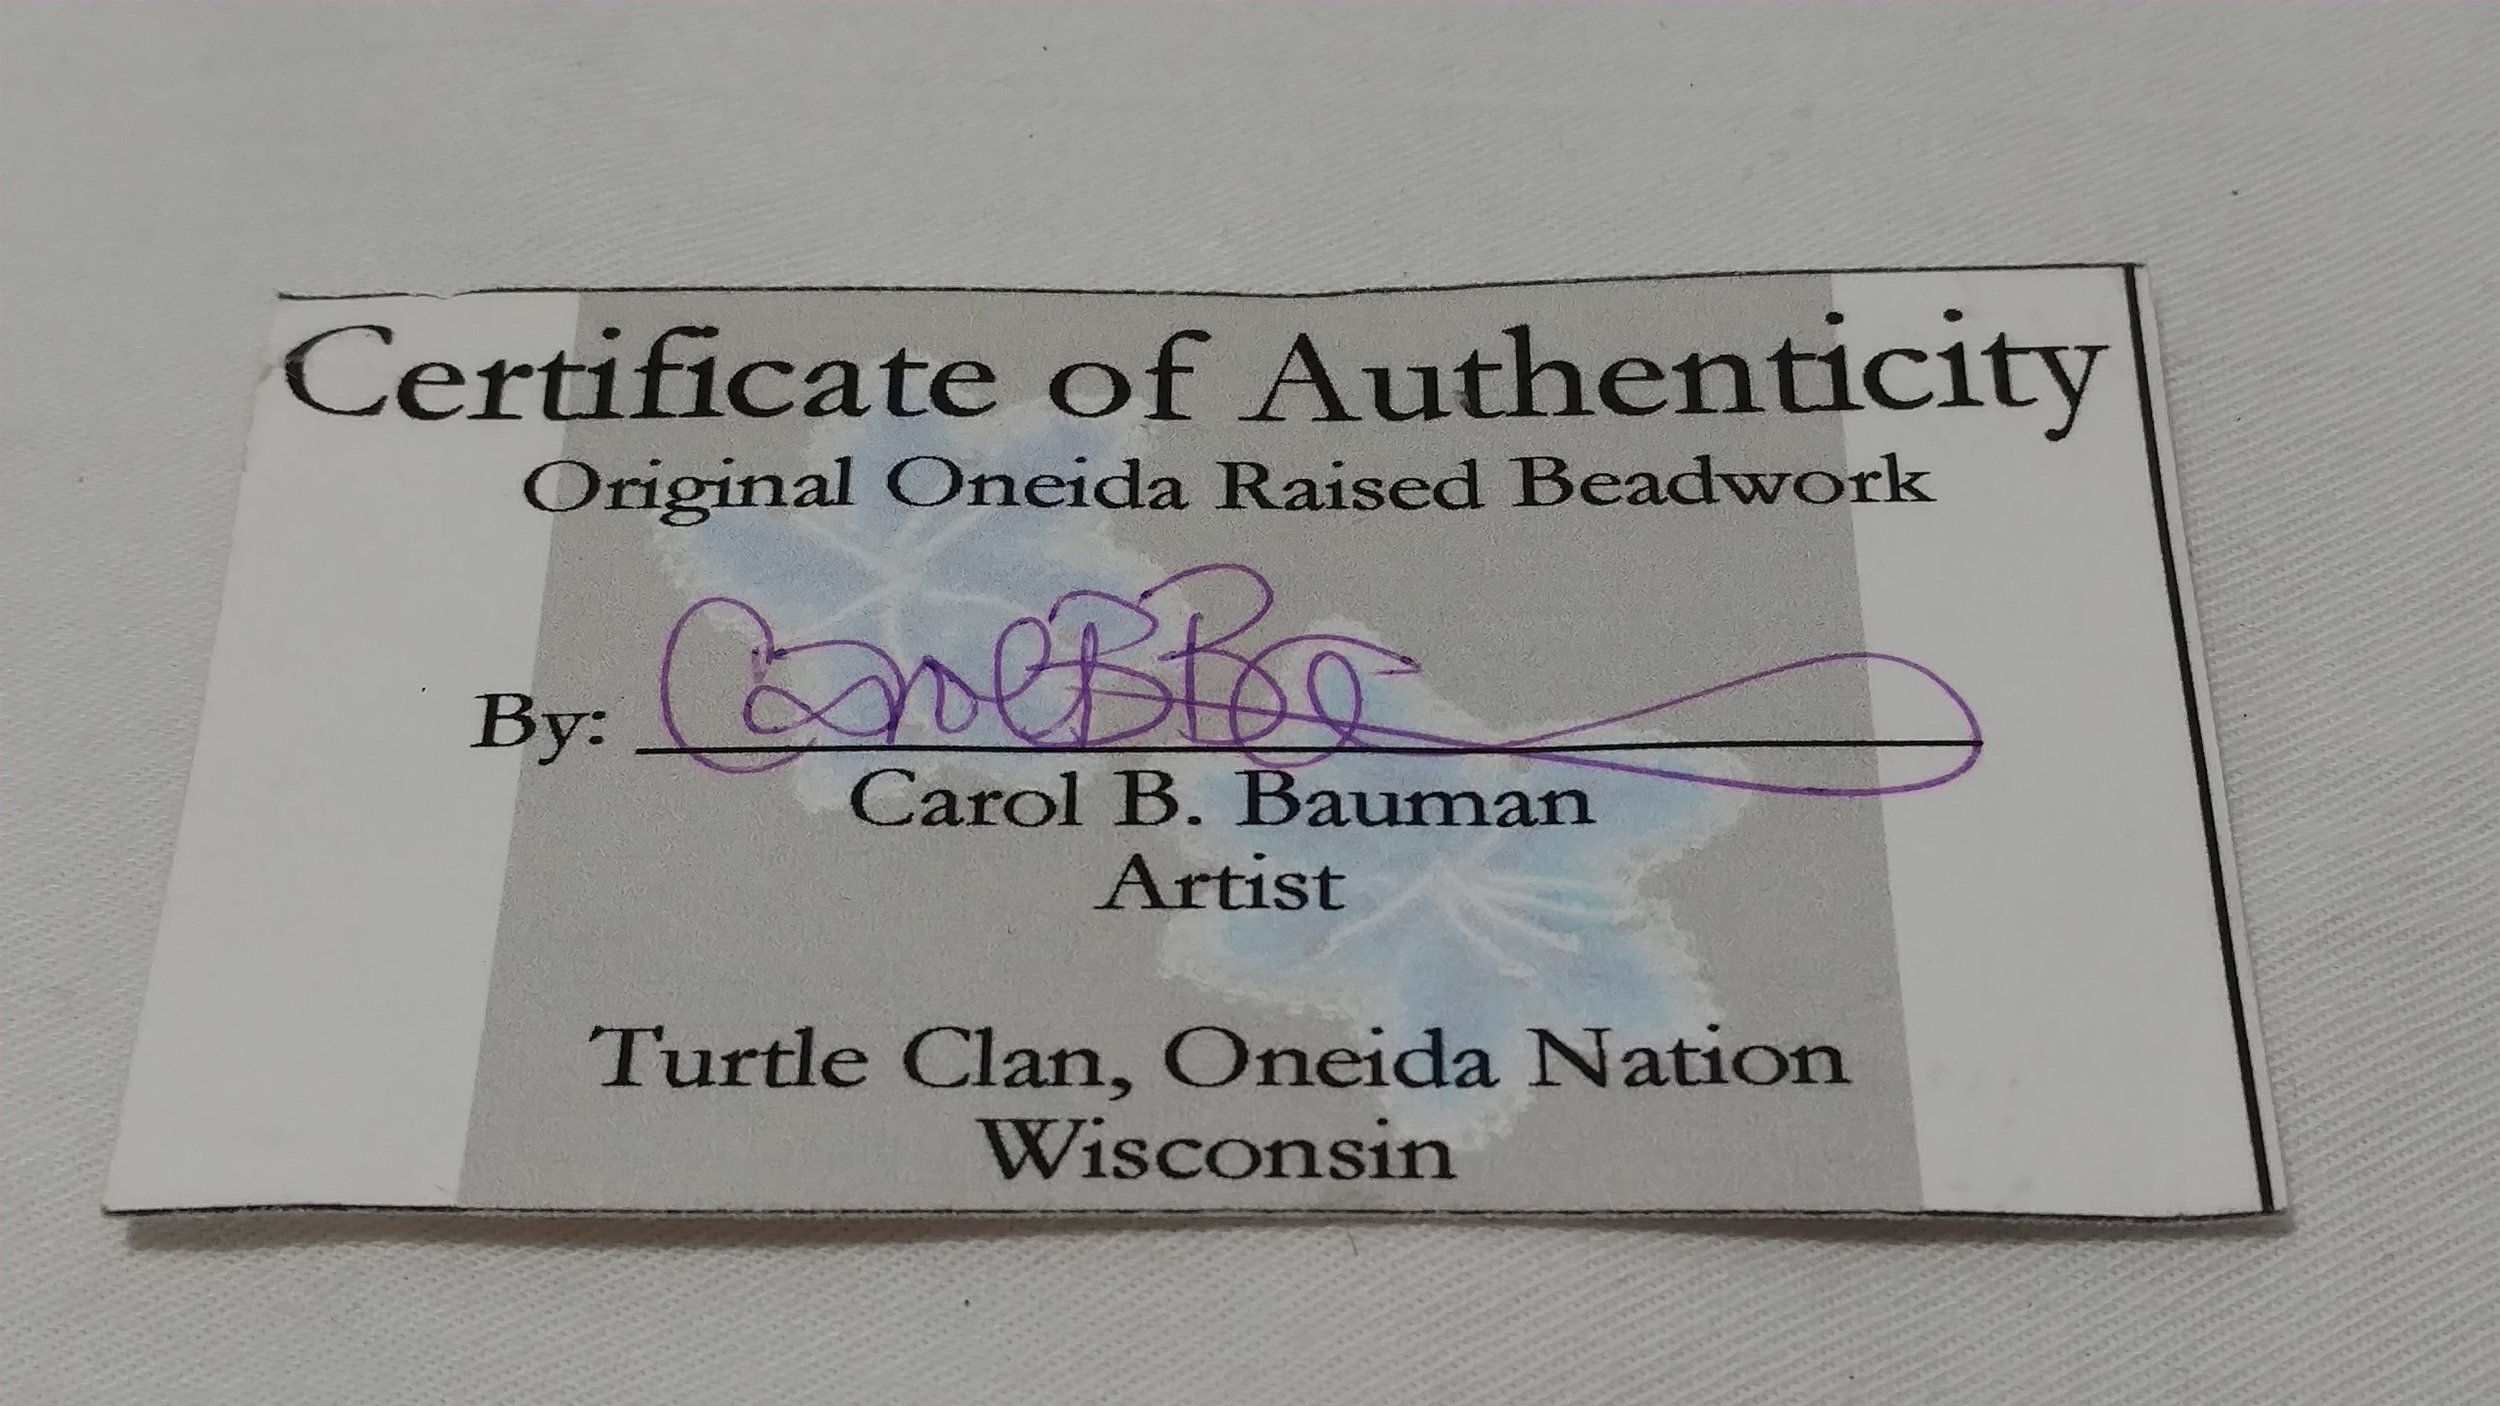 Certificate of Authenticity
Original Oneida Raised Beadwork
By:
Carol B. Bauman
Artist
Turtle Clan, Oneida Nation
Wisconsin